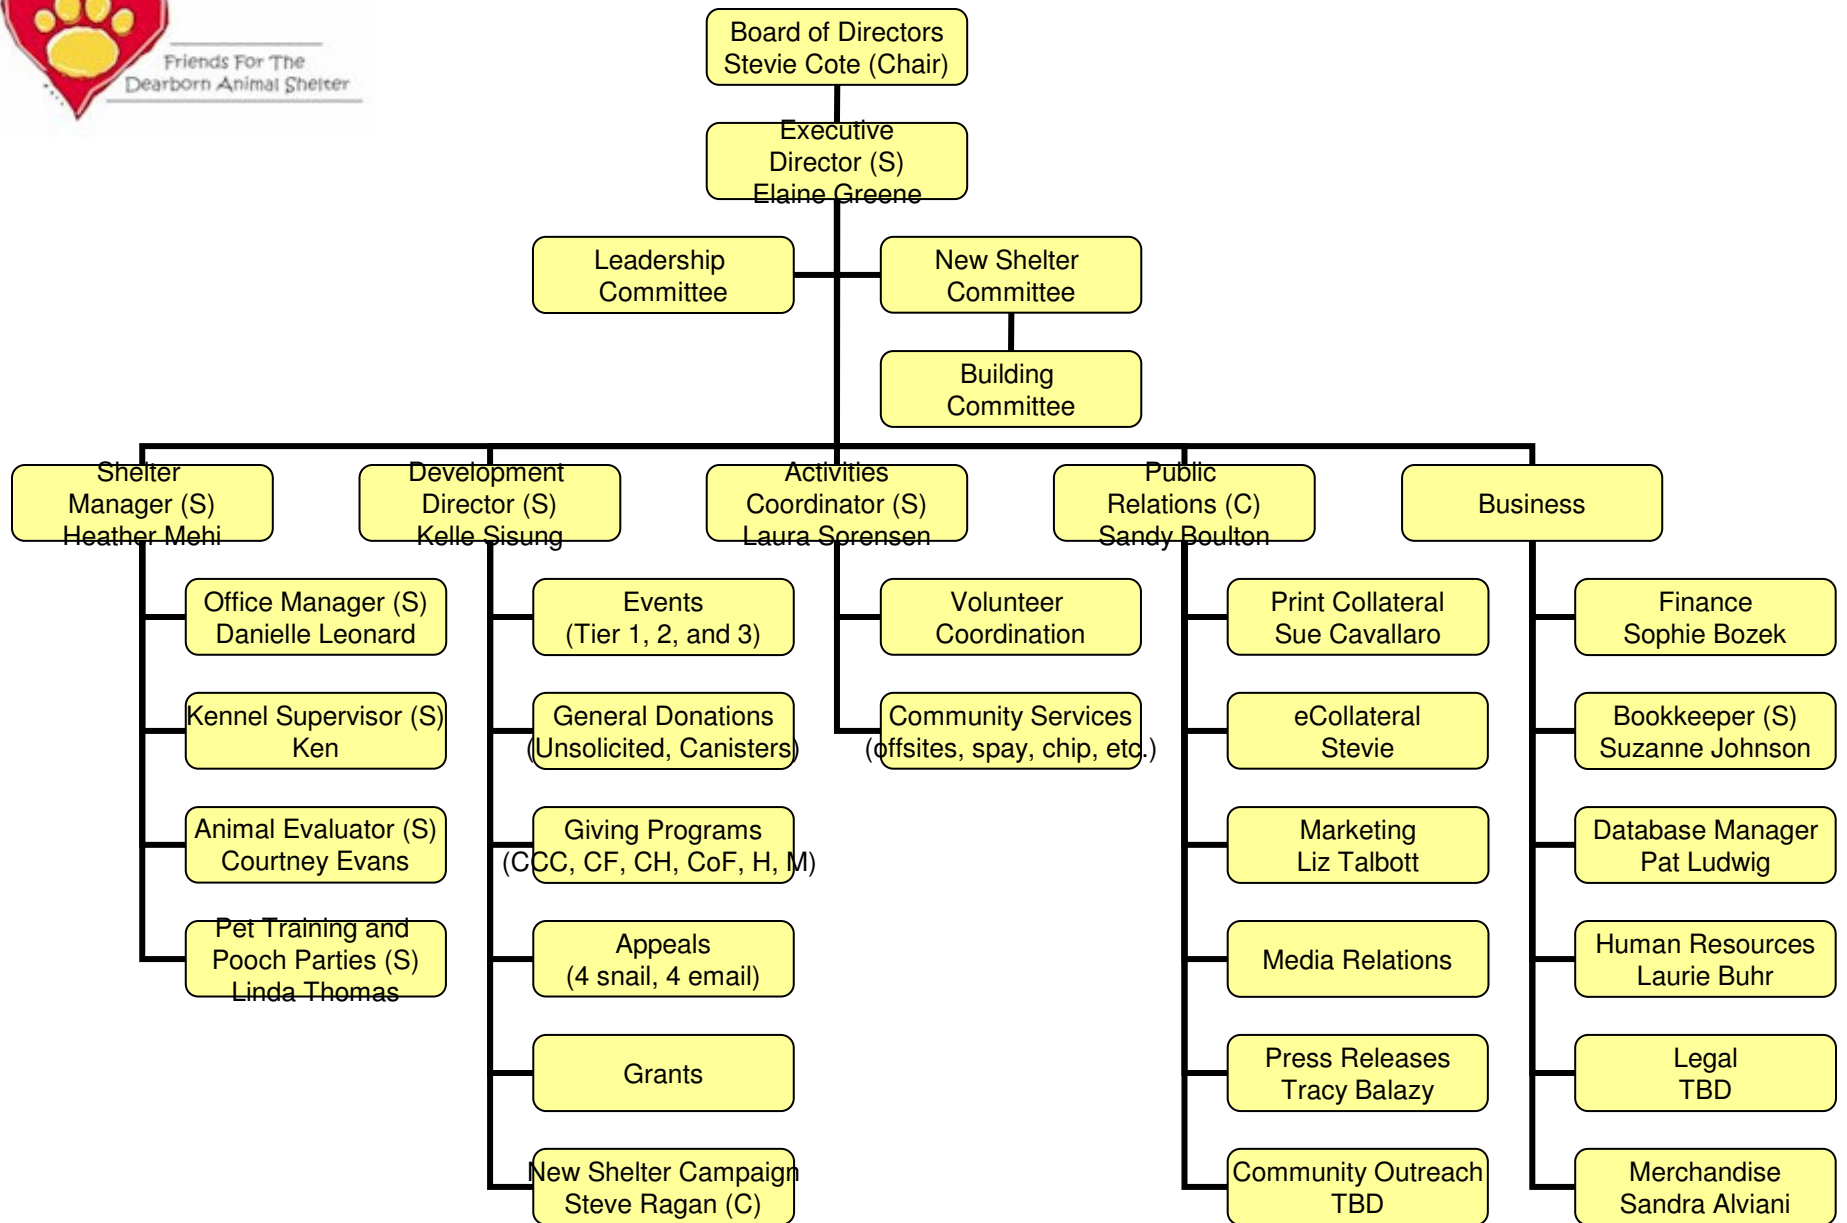 Friends For The
Dearborn Animal Shelter
Board of Directors
Stevie Cote (Chair)
Executive
Director (S)
Elaine Greene
Leadership
Committee
New Shelter
Committee
Building
Committee
Shelter
Manager (S)
Heather Mehi
Development
Director (S)
Kelle Sisung
Activities
Coordinator (S)
Laura Sorensen
Public
Relations (C)
Sandy Boulton
Business
Office Manager (S)
Danielle Leonard
Kennel Supervisor (S)
Ken
Animal Evaluator (S)
Courtney Evans
Pet Training and
Pooch Parties (S)
Linda Thomas
Events
(Tier 1, 2, and 3)
General Donations
(Unsolicited, Canisters)
Giving Programs
(CCC, CF, CH, CoF, H, M)
Appeals
(4 snail, 4 email)
Grants
New Shelter Campaign
Steve Ragan (C)
Volunteer
Coordination
Community Services
(offsites, spay, chip, etc.)
Print Collateral
Sue Cavallaro
eCollateral
Stevie
Marketing
Liz Talbott
Media Relations
Press Releases
Tracy Balazy
Community Outreach
TBD
Finance
Sophie Bozek
Bookkeeper (S)
Suzanne Johnson
Database Manager
Pat Ludwig
Human Resources
Laurie Buhr
Legal
TBD
Merchandise
Sandra Alviani